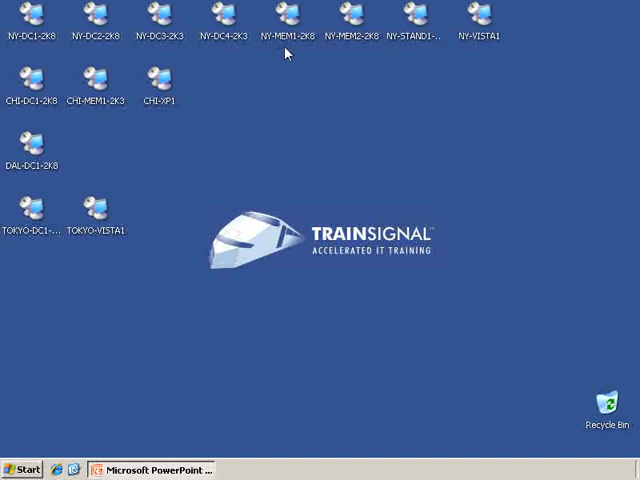 NY-DC1-2K8 NY-DC2-2K8 NY-DC3-2K3 NY-DC4-2K3 NY-MEM1-2K8 NY-MEM2-2K8 NY-STAND1-... NY-VISTA1
CHI-DC1-2K8 CHI-MEM1-2K3 CHI-XP1
DAL-DC1-2K8
TOKYO-DC1-... TOKYO-VISTA1
TRAINSIGNAL™
ACCELERATED IT TRAINING
Recycle Bin
Start Microsoft PowerPoint ...